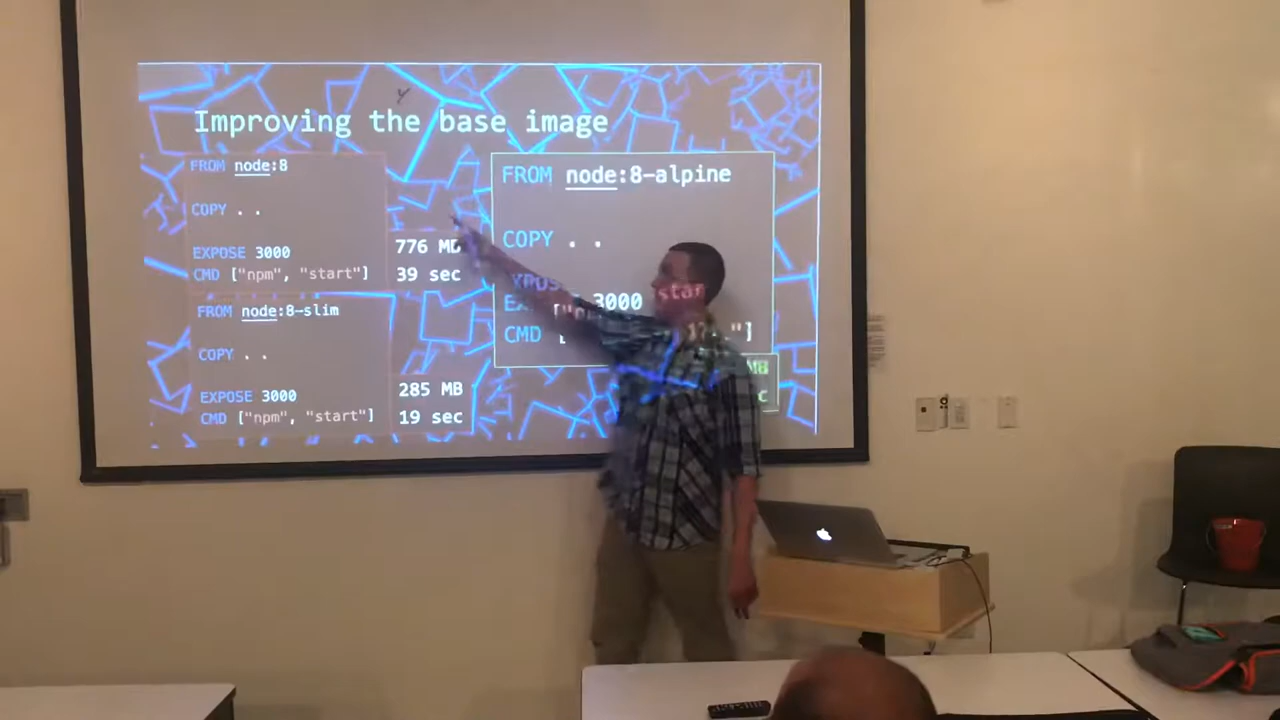 Improving the base image
FROM node:8
COPY . .
EXPOSE 3000
CMD ["npm", "start"]
776 MB
39 sec
FROM node:8-slim
COPY . .
EXPOSE 3000
CMD ["npm", "start"]
285 MB
19 sec
FROM node:8-alpine
COPY . .
3000
CMD [
"]
MB